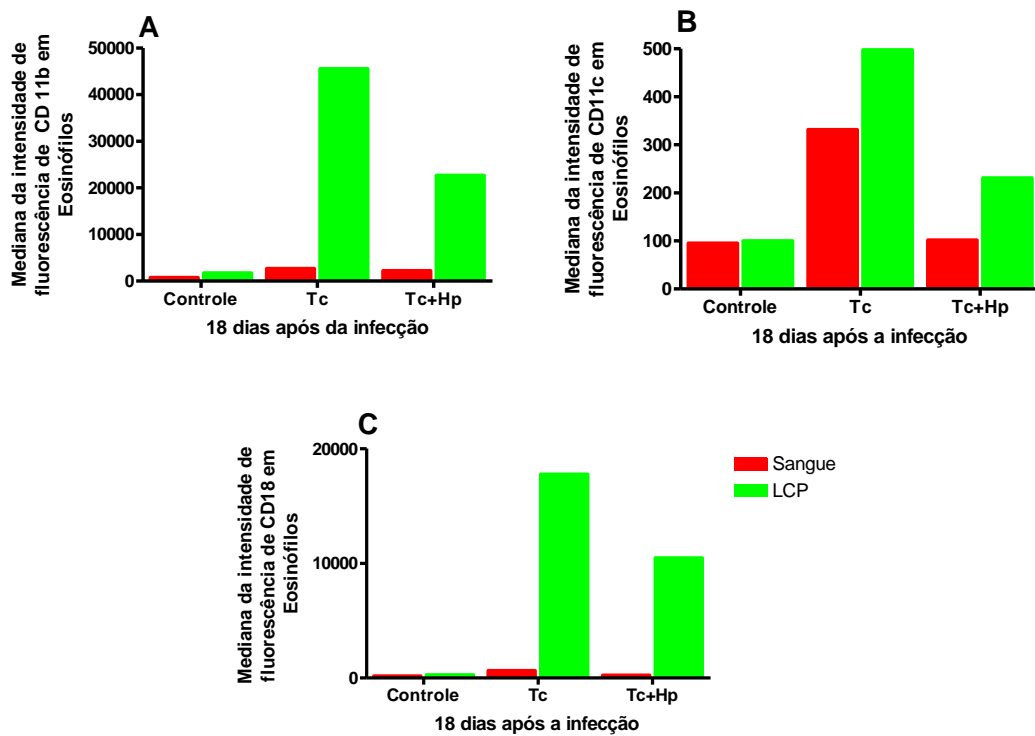 A
Mediana da intensidade de
fluorescência de CD 11b em
Eosinófilos
50000
40000
30000
20000
10000
0
Controle Tc Tc+Hp
18 dias após da infecção
B
Mediana da intensidade de
fluorescência de CD11c em
Eosinófilos
500
400
300
200
100
0
Controle Tc Tc+Hp
18 dias após a infecção
C
Mediana da intensidade de
fluorescência de CD18 em
Eosinófilos
20000
10000
0
Controle Tc Tc+Hp
18 dias após a infecção
Sangue
LCP